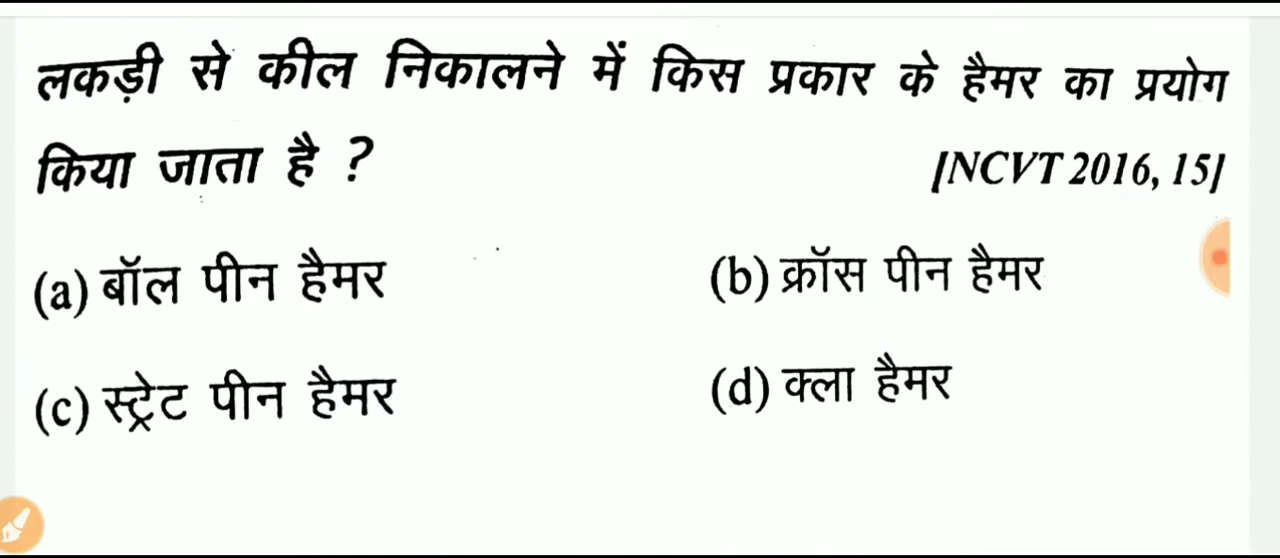 लकड़ी से कील निकालने में किस प्रकार के हैमर का प्रयोग
किया जाता है ? [NCVT 2016, 15]
(a) बॉल पीन हैमर (b) क्रॉस पीन हैमर
(c) स्ट्रेट पीन हैमर (d) क्ला हैमर